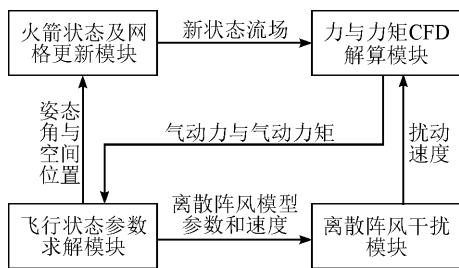 火箭状态及网
格更新模块
新状态流场
力与力矩CFD
解算模块
姿态
角与
空间
位置
气动力与气动力矩
扰动
速度
飞行状态参数
求解模块
离散阵风模型
参数和速度
离散阵风干扰
模块